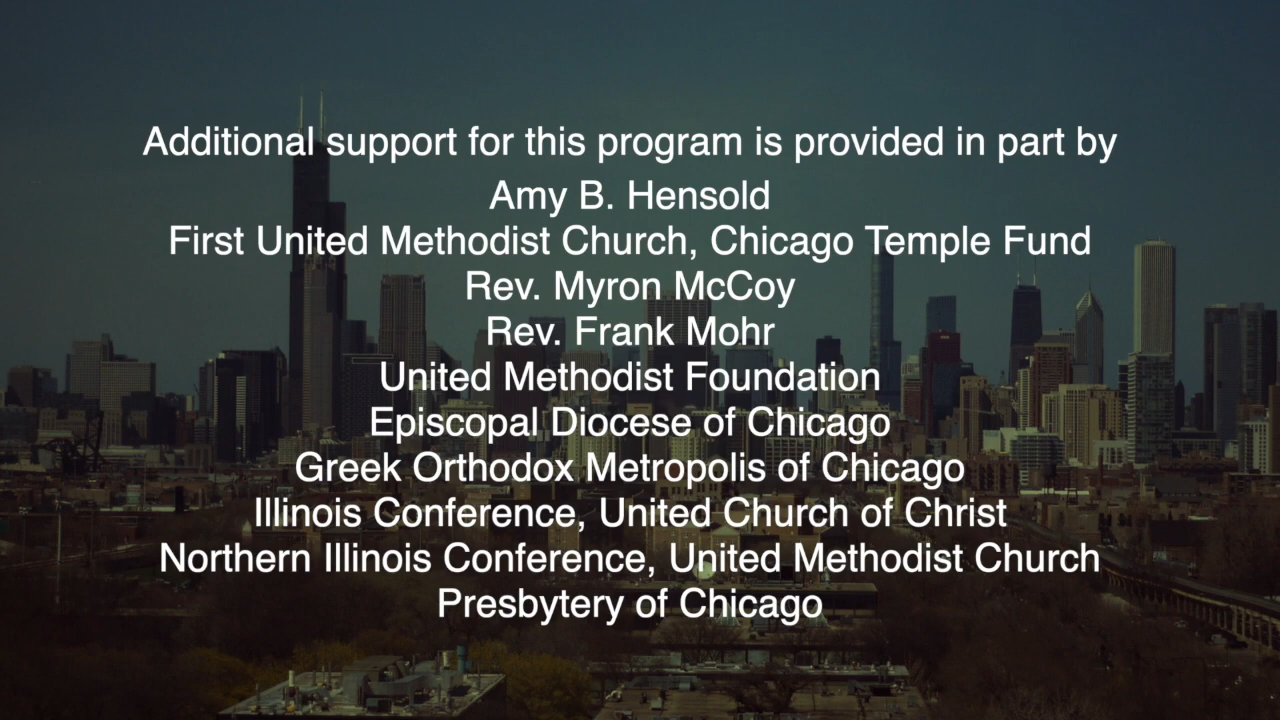 Additional support for this program is provided in part by
Amy B. Hensold
First United Methodist Church, Chicago Temple Fund
Rev. Myron McCoy
Rev. Frank Mohr
United Methodist Foundation
Episcopal Diocese of Chicago
Greek Orthodox Metropolis of Chicago
Illinois Conference, United Church of Christ
Northern Illinois Conference, United Methodist Church
Presbytery of Chicago